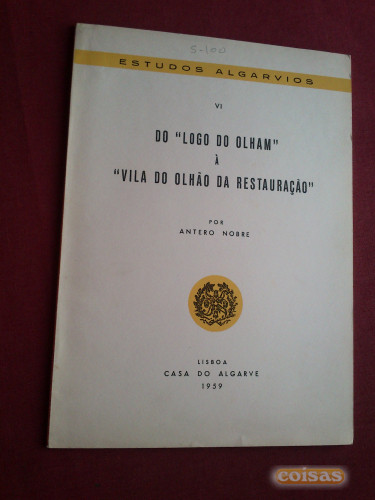 S-100
ESTUDOS ALGARVIOS
VI
DO "LOGO DO OLHAM"
À
"VILA DO OLHÃO DA RESTAURAÇÃO"
POR
ANTERO NOBRE
LISBOA
CASA DO ALGARVE
1959
coisas